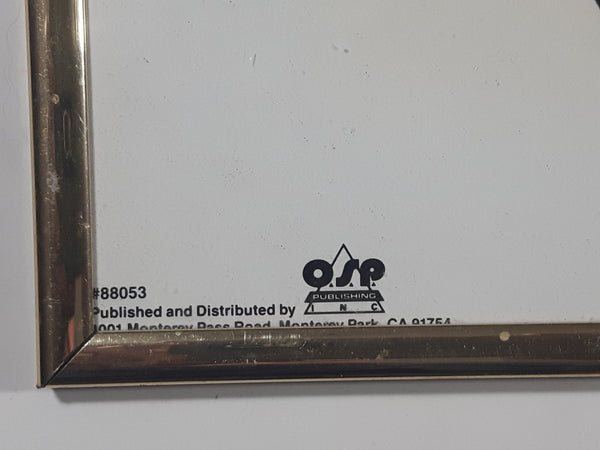 O.S.P.
PUBLISHING
INC
#88053
Published and Distributed by
1001 Monterey Pass Road, Monterey Park, CA 91754